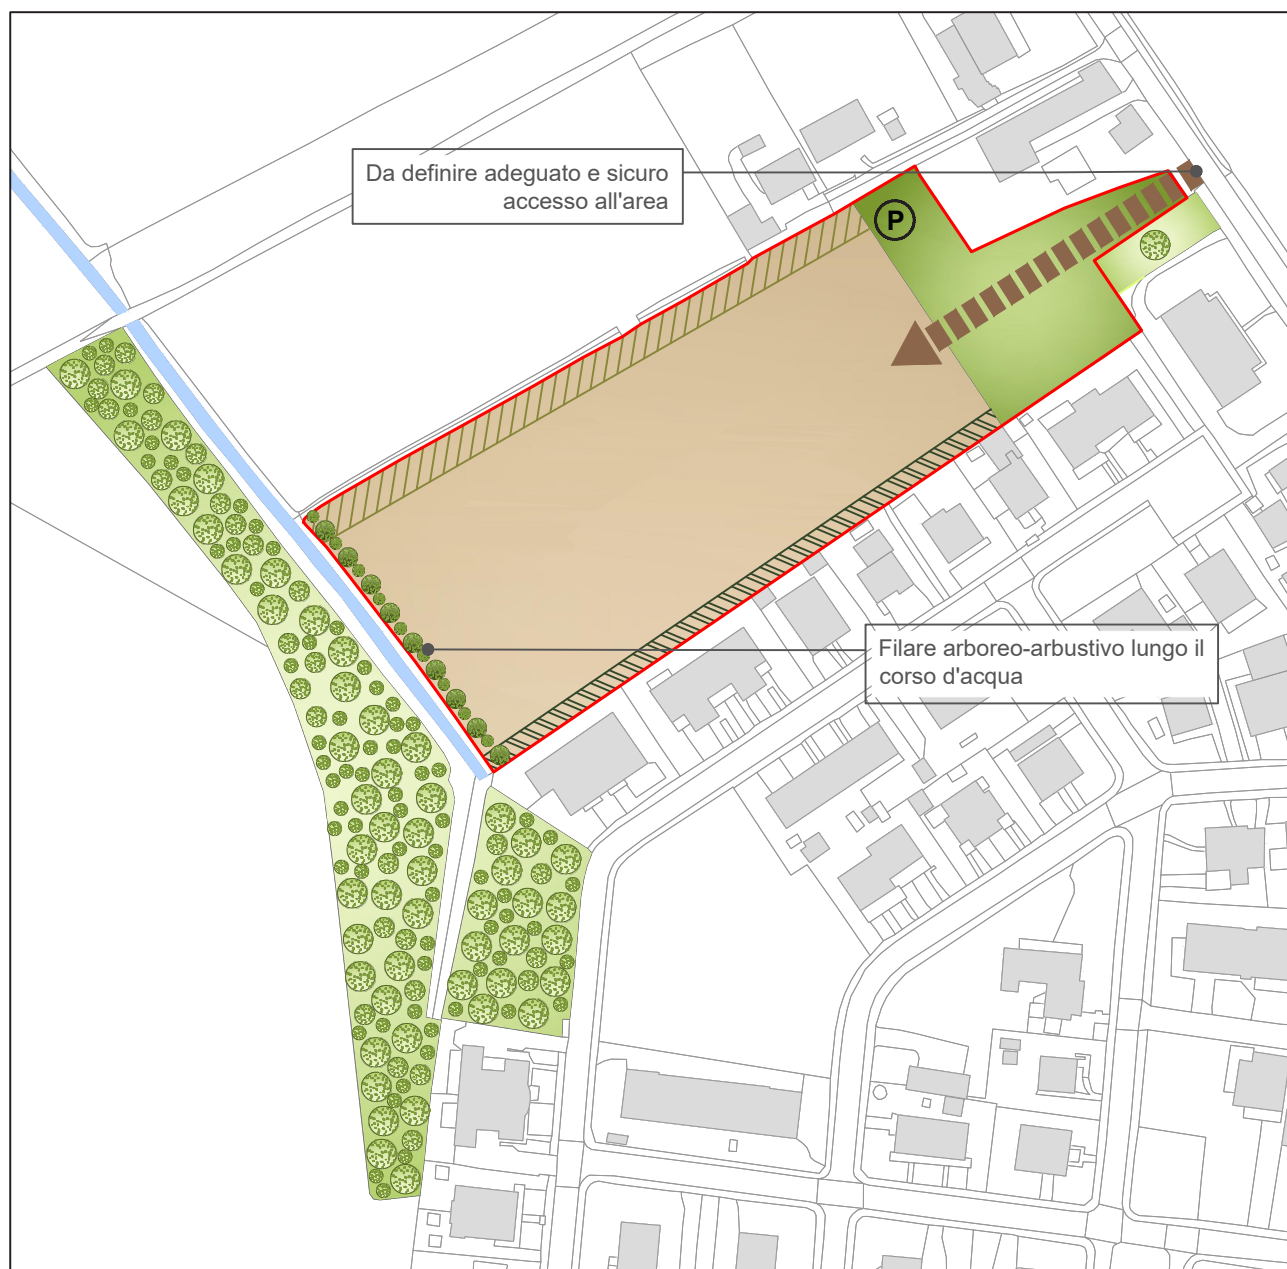 Da definire adeguato e sicuro
accesso all'area
P
Filare arboreo-arbustivo lungo il
corso d'acqua